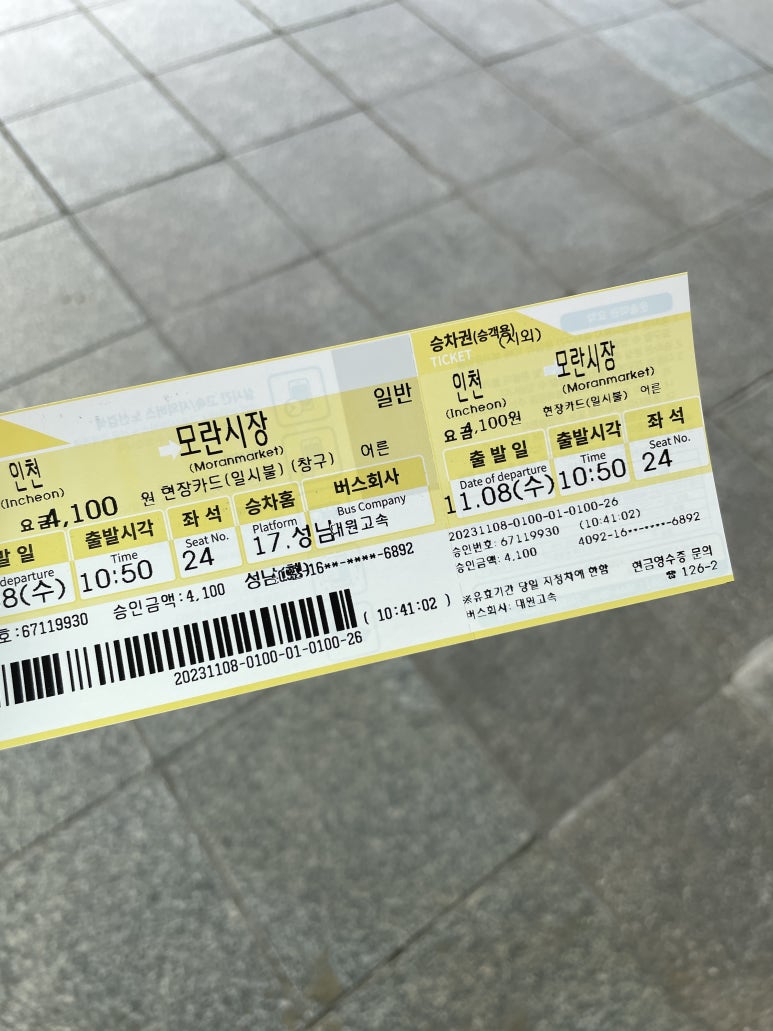 인천
(Incheon)
모란시장
(Moranmarket)
일반
요금 4,100 원 현장카드(일시불) (창구) 어른
발 일 출발시각 좌 석 승차홈 버스회사
departure Time Seat No. Platform Bus Company
8(수) 10:50 24 17.성남 대원고속
호:67119930 승인금액:4,100 16**-****-6892
( 10:41:02 )
20231108-0100-01-0100-26
승차권(승객용) (시외)
TICKET
인천
(Incheon)
모란시장
(Moranmarket)
요금 4,100원 현장카드(일시불) 어른
출 발 일 출발시각 좌 석
Date of departure Time Seat No.
11.08(수) 10:50 24
20231108-0100-01-0100-26
승인번호: 67119930 (10:41:02)
승인금액: 4,100 4092-16**-****-6892
※유효기간 당일 지정차에 한함 현금영수증 문의
버스회사: 대원고속 ☎ 126-2